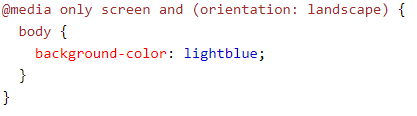 @media only screen and (orientation: landscape) {
  body {
    background-color: lightblue;
  }
}